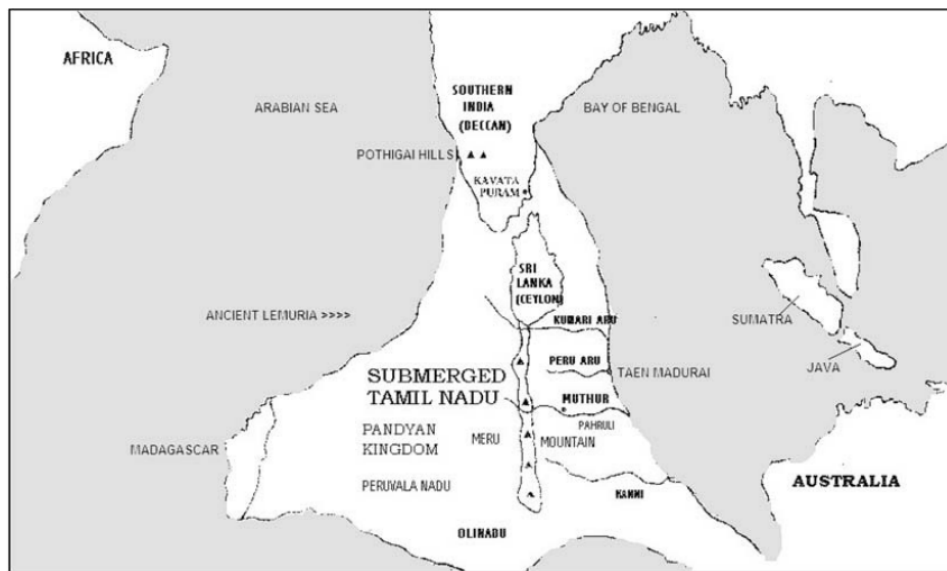 AFRICA
ARABIAN SEA
SOUTHERN
INDIA
(DECCAN)
BAY OF BENGAL
POTHIGAI HILLS
KAVATA
PURAM
SRI
LANKA
(CEYLON)
ANCIENT LEMURIA >>>>
KUMARI ARU
SUMATRA
PERU ARU
TAEN MADURAI
JAVA
SUBMERGED
TAMIL NADU
MUTHUR
PAHRULI
PANDYAN
KINGDOM
MERU
MOUNTAIN
MADAGASCAR
PERUVALA NADU
KANNI
AUSTRALIA
OLINADU